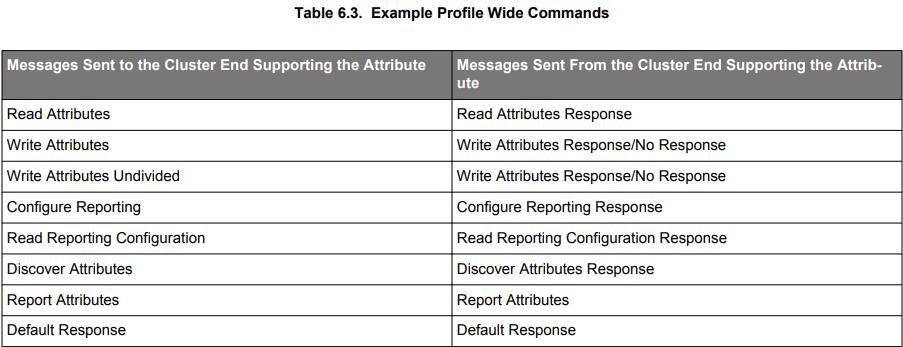 Table 6.3. Example Profile Wide Commands
Messages Sent to the Cluster End Supporting the Attribute
Messages Sent From the Cluster End Supporting the Attrib-
ute
Read Attributes
Read Attributes Response
Write Attributes
Write Attributes Response/No Response
Write Attributes Undivided
Write Attributes Response/No Response
Configure Reporting
Configure Reporting Response
Read Reporting Configuration
Read Reporting Configuration Response
Discover Attributes
Discover Attributes Response
Report Attributes
Report Attributes
Default Response
Default Response